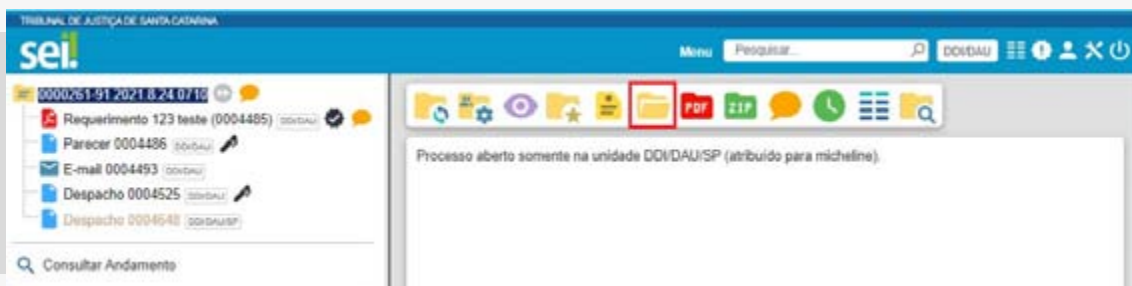 TRIBUNAL DE JUSTIÇA DE SANTA CATARINA
sei!
Menu Pesquisar... DDI/DAU
0000261-91.2021.8.24.0710
Requerimento 123 teste (0004485) DDI/DAU
Parecer 0004486 DDI/DAU
E-mail 0004493 DDI/DAU
Despacho 0004525 DDI/DAU
Despacho 0004648 DDI/DAU/SP
Consultar Andamento
PDF ZIP
Processo aberto somente na unidade DDI/DAU/SP (atribuído para micheline).